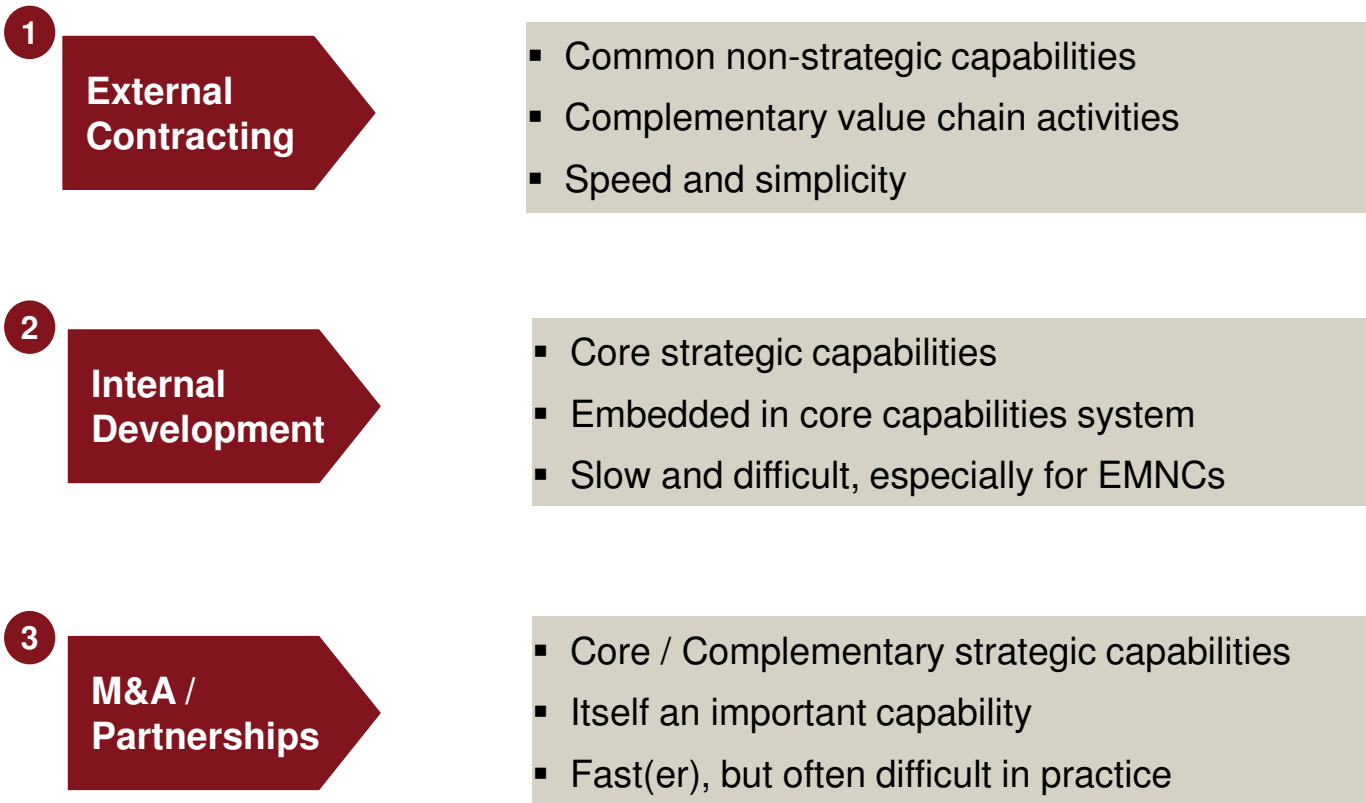 1
External
Contracting
▪ Common non-strategic capabilities
▪ Complementary value chain activities
▪ Speed and simplicity
2
Internal
Development
▪ Core strategic capabilities
▪ Embedded in core capabilities system
▪ Slow and difficult, especially for EMNCs
3
M&A /
Partnerships
▪ Core / Complementary strategic capabilities
▪ Itself an important capability
▪ Fast(er), but often difficult in practice